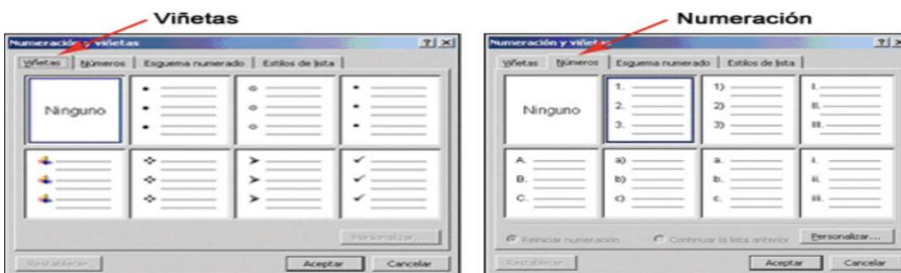 Viñetas
Numeración y viñetas
Viñetas Números Esquema numerado Estilos de lista
Ninguno
Personalizar...
Restablecer Aceptar Cancelar
Numeración
Numeración y viñetas
Viñetas Números Esquema numerado Estilos de lista
Ninguno
1. 1) I.
2. 2) II.
3. 3) III.
A. a) a. i.
B. b) b. ii.
C. c) c. iii.
Reiniciar numeración Continuar la lista anterior Personalizar...
Restablecer Aceptar Cancelar